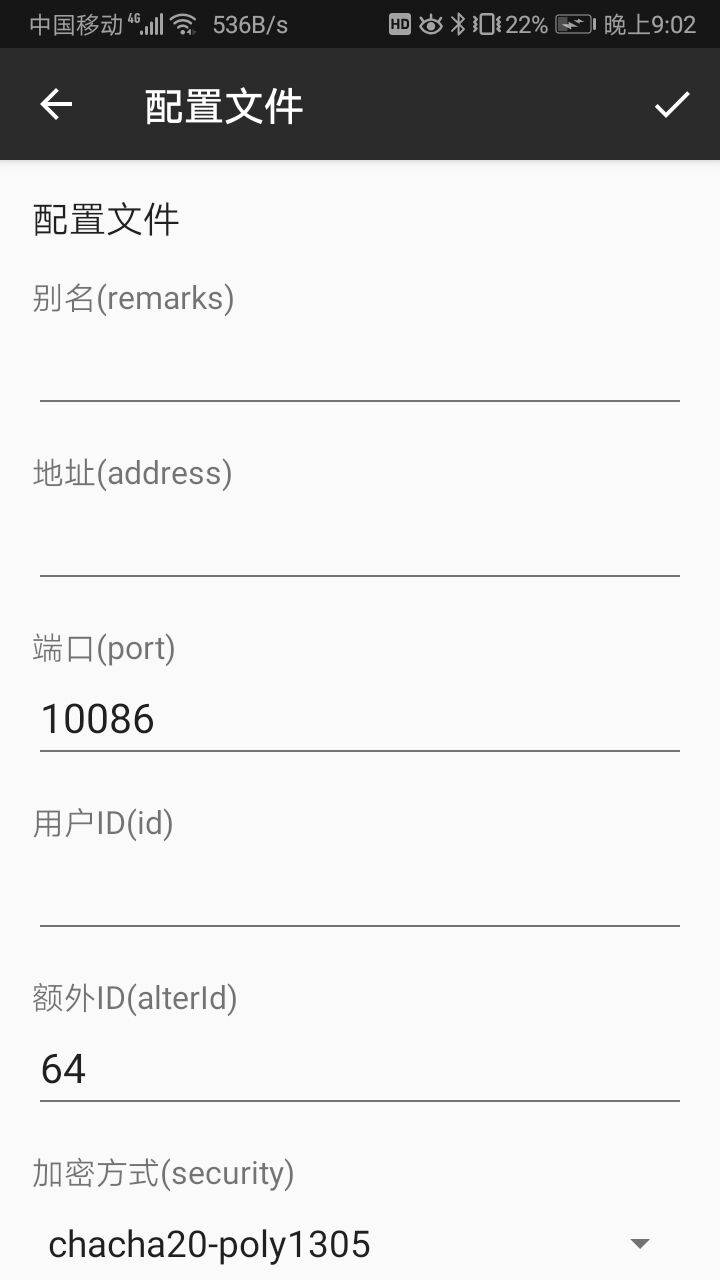 中国移动 4G 536B/s HD 22% 晚上9:02
配置文件
配置文件
别名(remarks)
地址(address)
端口(port)
10086
用户ID(id)
额外ID(alterId)
64
加密方式(security)
chacha20-poly1305